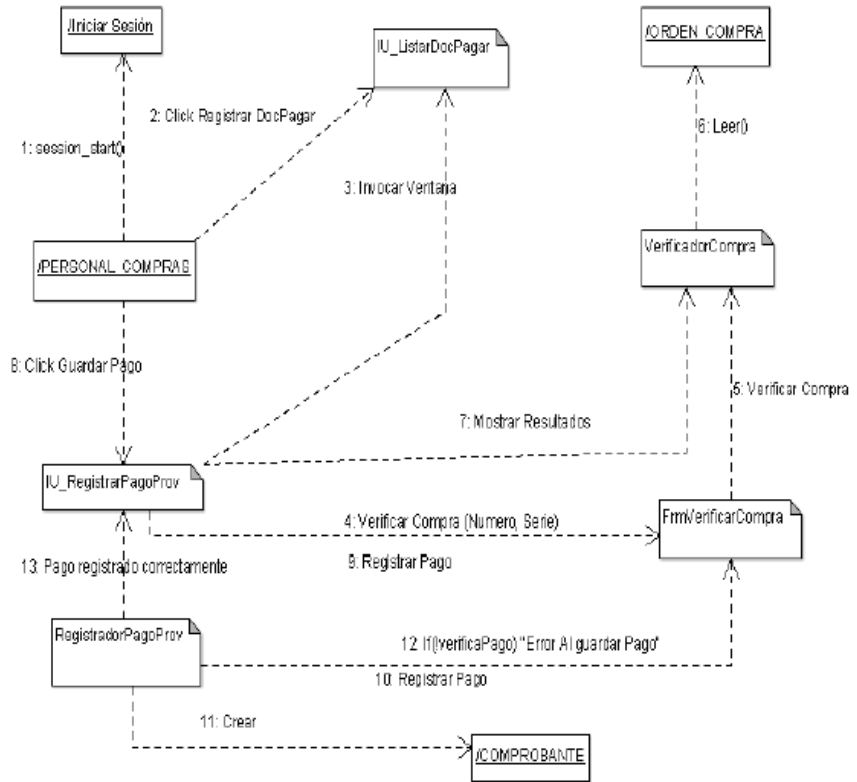 /Iniciar Sesión
IU_ListarDocPagar
/ORDEN_COMPRA
2: Click Registrar DocPagar
6: Leer()
1: session_start()
3: Invocar Ventana
/PERSONAL_COMPRAS
VerificadorCompra
8: Click Guardar Pago
5: Verificar Compra
7: Mostrar Resultados
IU_RegistrarPagoProv
4: Verificar Compra (Numero, Serie)
FrmVerificarCompra
13: Pago registrado correctamente
9: Registrar Pago
RegistradorPagoProv
12: If(!verificaPago) "Error Al guardar Pago"
10: Registrar Pago
11: Crear
/COMPROBANTE